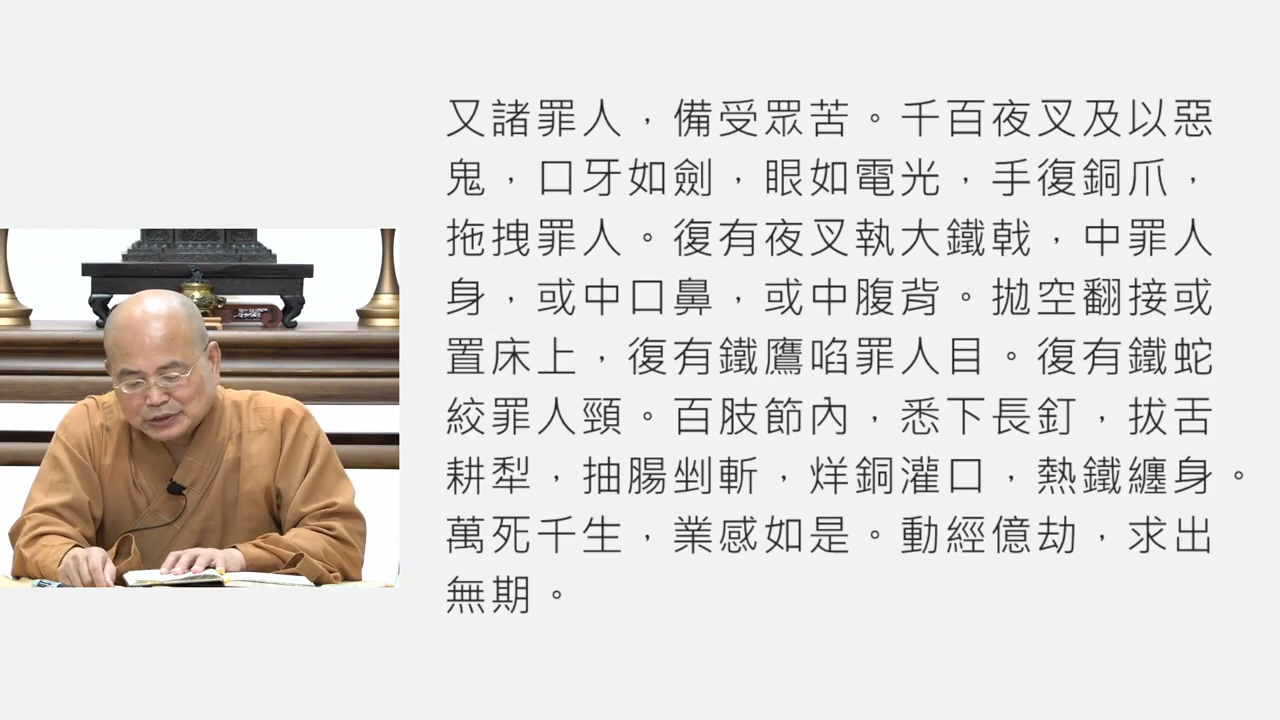 又諸罪人，備受眾苦。千百夜叉及以惡
鬼，口牙如劍，眼如電光，手復銅爪，
拖拽罪人。復有夜叉執大鐵戟，中罪人
身，或中口鼻，或中腹背。拋空翻接或
置床上，復有鐵鷹啗罪人目。復有鐵蛇
絞罪人頸。百肢節內，悉下長釘，拔舌
耕犁，抽腸剉斬，烊銅灌口，熱鐵纏身。
萬死千生，業感如是。動經億劫，求出
無期。